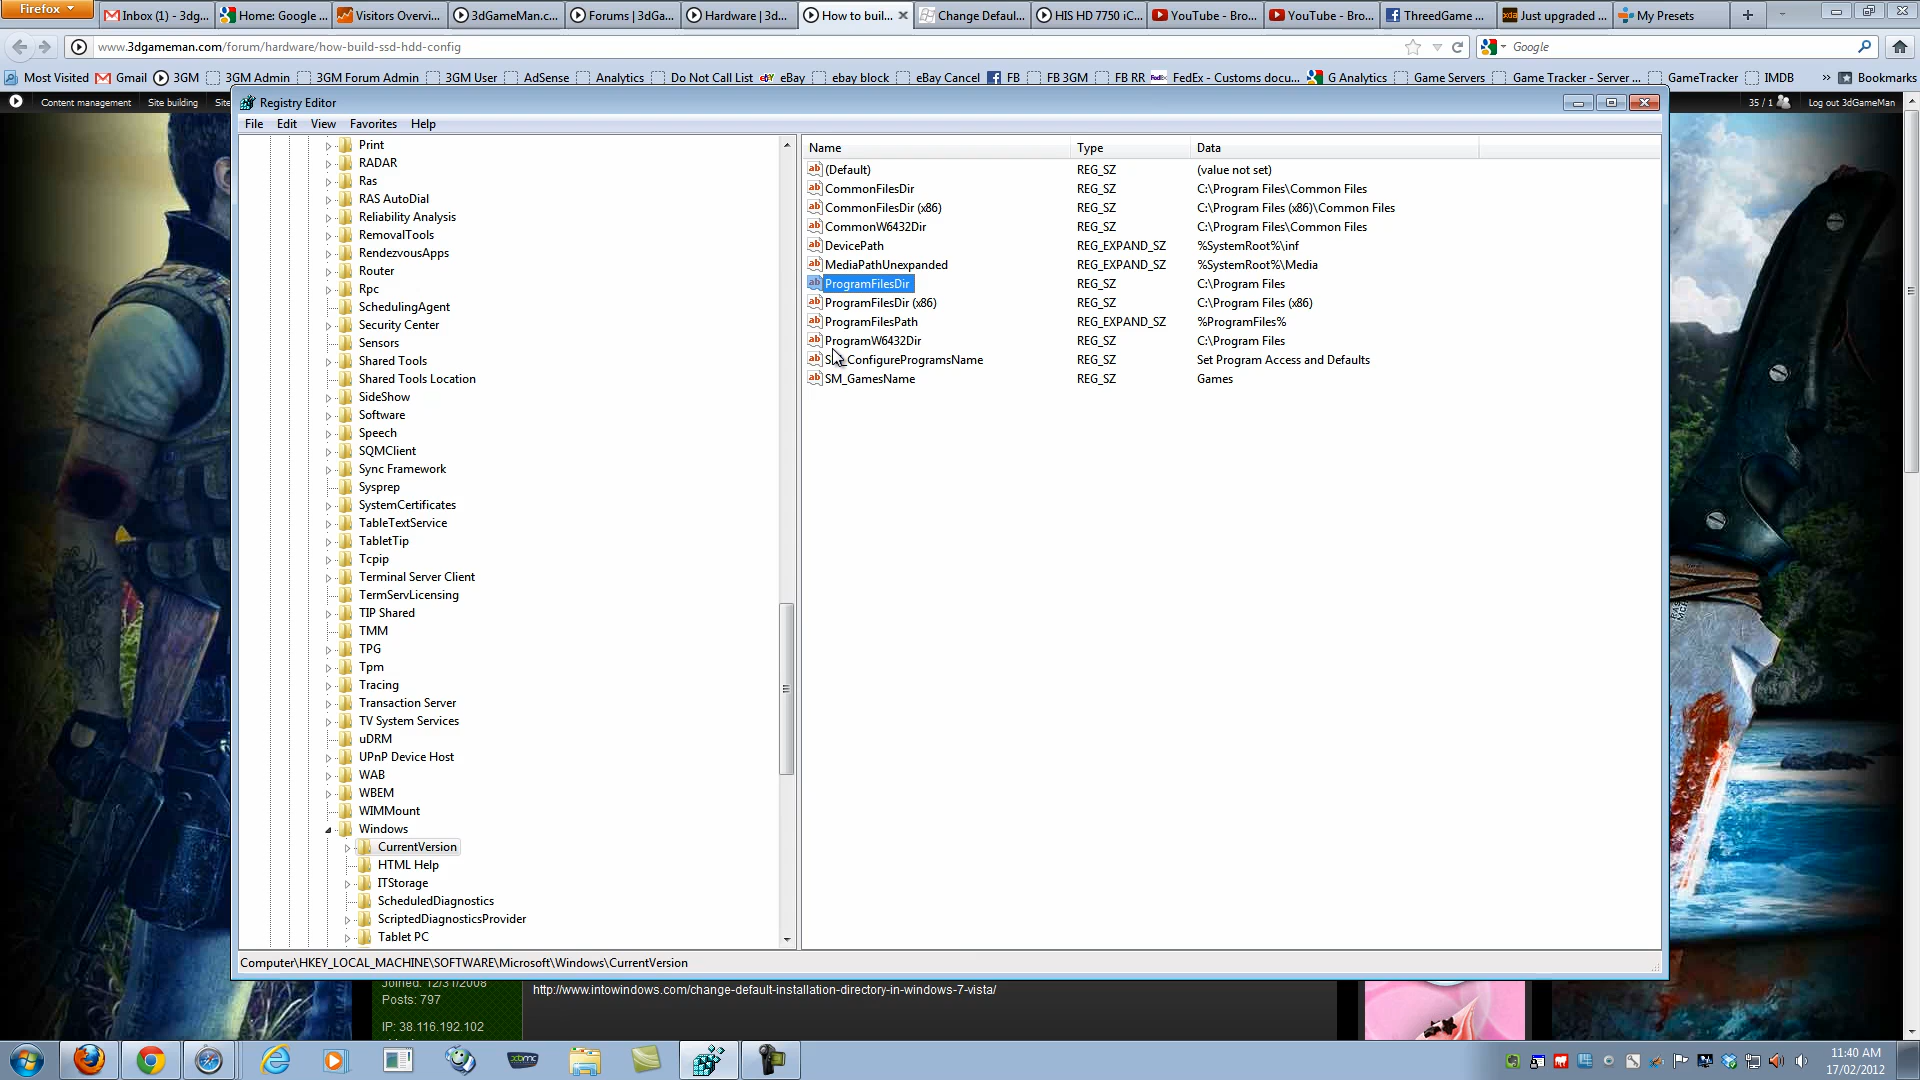 Firefox
Inbox (1) - 3dg...
Home: Google ...
Visitors Overvi...
3dGameMan.c...
Forums | 3dGa...
Hardware | 3d...
How to buil...
Change Defaul...
HIS HD 7750 iC...
YouTube - Bro...
YouTube - Bro...
ThreedGame ...
Just upgraded ...
My Presets
www.3dgameman.com/forum/hardware/how-build-ssd-hdd-config
Google
Most Visited
Gmail
3GM
3GM Admin
3GM Forum Admin
3GM User
AdSense
Analytics
Do Not Call List
eBay
ebay block
eBay Cancel
FB
FB 3GM
FB RR
FedEx - Customs docu...
G Analytics
Game Servers
Game Tracker - Server ...
GameTracker
IMDB
Bookmarks
Content management
Site building
Registry Editor
35 / 1
Log out 3dGameMan
File Edit View Favorites Help
Print
RADAR
Ras
RAS AutoDial
Reliability Analysis
RemovalTools
RendezvousApps
Router
Rpc
SchedulingAgent
Security Center
Sensors
Shared Tools
Shared Tools Location
SideShow
Software
Speech
SQMClient
Sync Framework
Sysprep
SystemCertificates
TableTextService
TabletTip
Tcpip
Terminal Server Client
TermServLicensing
TIP Shared
TMM
TPG
Tpm
Tracing
Transaction Server
TV System Services
uDRM
UPnP Device Host
WAB
WBEM
WIMMount
Windows
CurrentVersion
HTML Help
ITStorage
ScheduledDiagnostics
ScriptedDiagnosticsProvider
Tablet PC
Name Type Data
(Default) REG_SZ (value not set)
CommonFilesDir REG_SZ C:\Program Files\Common Files
CommonFilesDir (x86) REG_SZ C:\Program Files (x86)\Common Files
CommonW6432Dir REG_SZ C:\Program Files\Common Files
DevicePath REG_EXPAND_SZ %SystemRoot%\inf
MediaPathUnexpanded REG_EXPAND_SZ %SystemRoot%\Media
ProgramFilesDir REG_SZ C:\Program Files
ProgramFilesDir (x86) REG_SZ C:\Program Files (x86)
ProgramFilesPath REG_EXPAND_SZ %ProgramFiles%
ProgramW6432Dir REG_SZ C:\Program Files
SM_ConfigureProgramsName REG_SZ Set Program Access and Defaults
SM_GamesName REG_SZ Games
Computer\HKEY_LOCAL_MACHINE\SOFTWARE\Microsoft\Windows\CurrentVersion
Joined: 12/31/2008
Posts: 797
IP: 38.116.192.102
http://www.intowindows.com/change-default-installation-directory-in-windows-7-vista/
xbmc
11:40 AM
17/02/2012